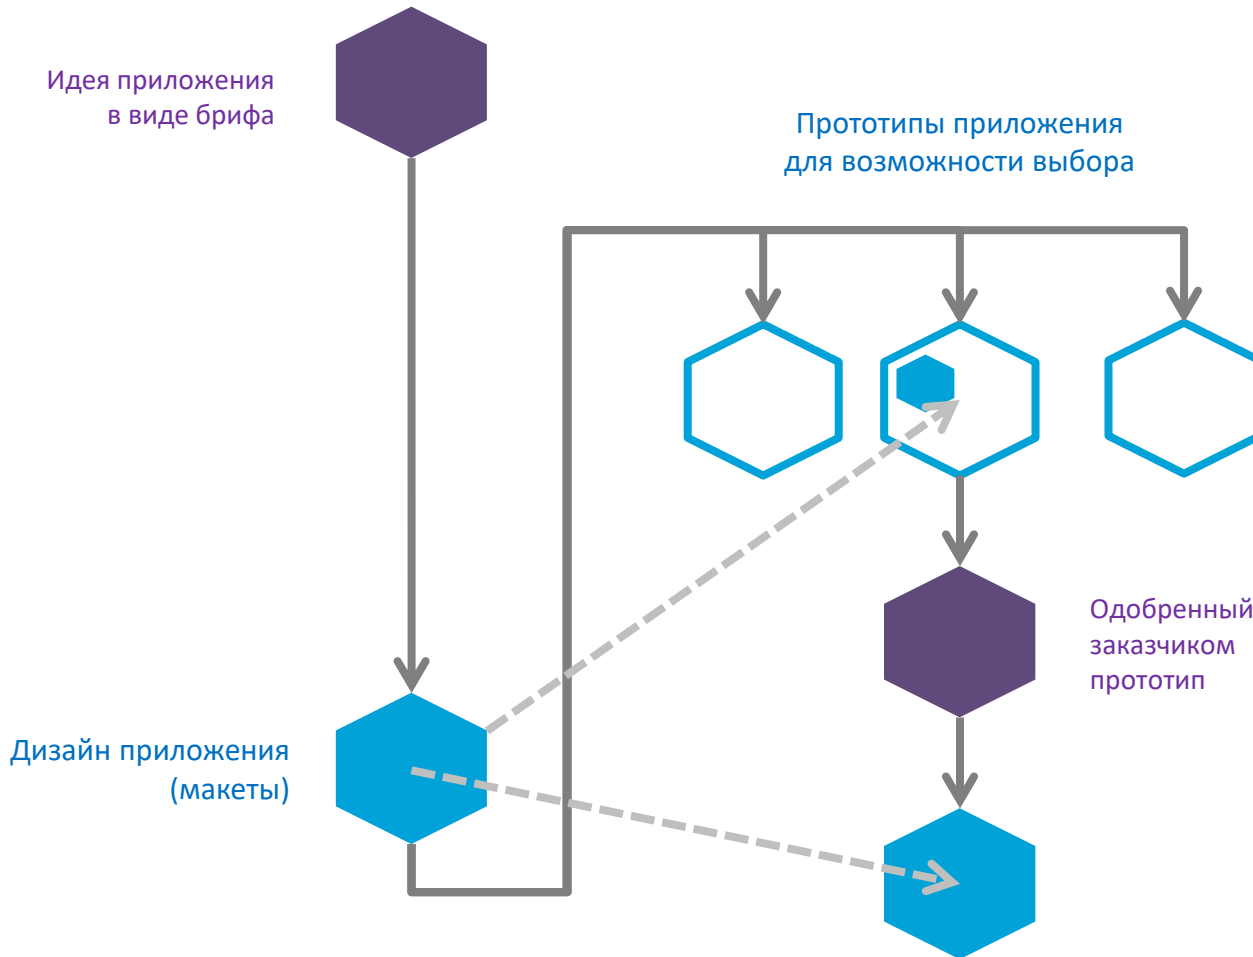 Идея приложения
в виде брифа
Прототипы приложения
для возможности выбора
Одобренный
заказчиком
прототип
Дизайн приложения
(макеты)